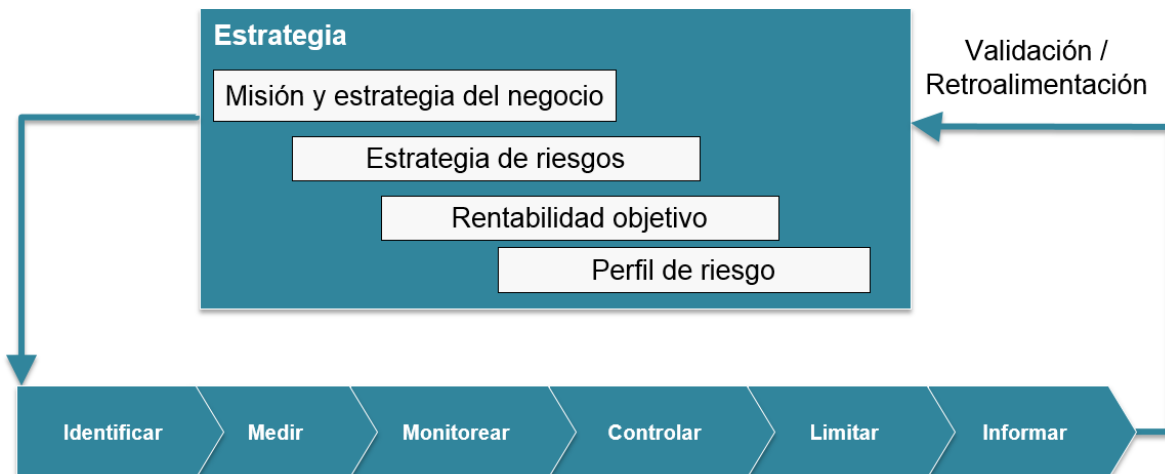 Estrategia
Misión y estrategia del negocio
Estrategia de riesgos
Rentabilidad objetivo
Perfil de riesgo
Validación /
Retroalimentación
Identificar
Medir
Monitorear
Controlar
Limitar
Informar